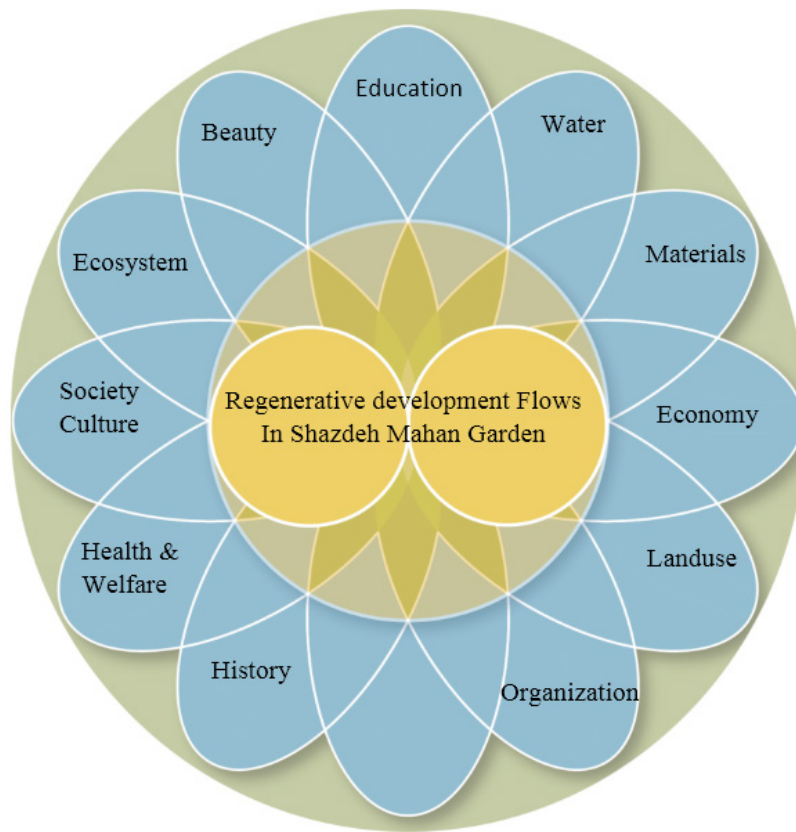 Education
Beauty
Water
Ecosystem
Materials
Society
Culture
Regenerative development Flows
In Shazdeh Mahan Garden
Economy
Health &
Welfare
Landuse
History
Organization